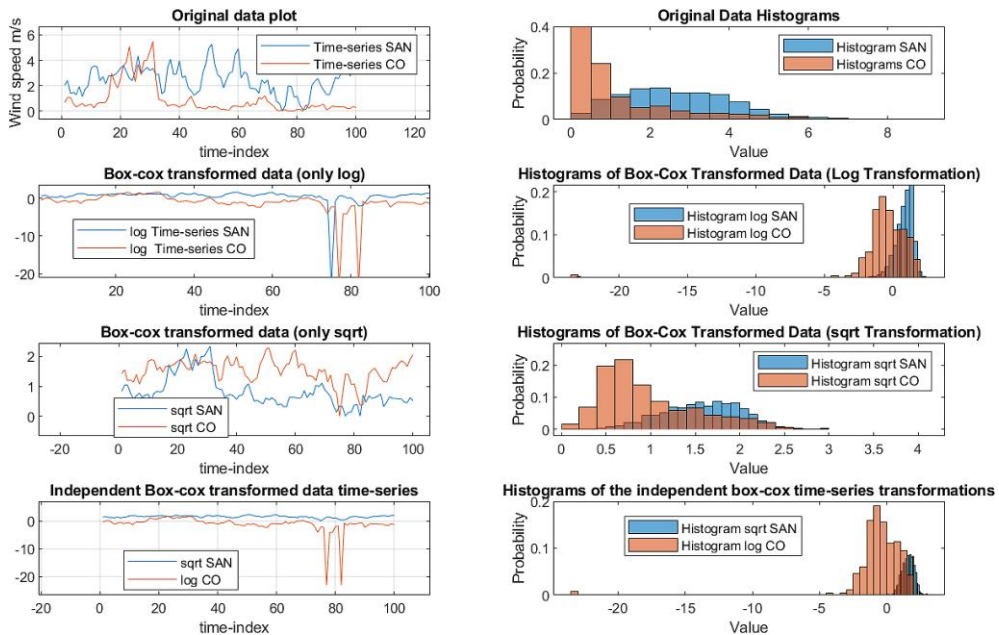 Original data plot
Wind speed m/s
6
4
2
0
Time-series SAN
Time-series CO
0 20 40 60 80 100 120
time-index
Original Data Histograms
Probability
0.4
0.2
0
Histogram SAN
Histograms CO
0 2 4 6 8
Value
Box-cox transformed data (only log)
0
-10
-20
log Time-series SAN
log Time-series CO
20 40 60 80 100
time-index
Histograms of Box-Cox Transformed Data (Log Transformation)
Probability
0.2
0.1
0
Histogram log SAN
Histogram log CO
-20 -15 -10 -5 0
Value
Box-cox transformed data (only sqrt)
2
1
0
sqrt SAN
sqrt CO
-20 0 20 40 60 80 100
time-index
Histograms of Box-Cox Transformed Data (sqrt Transformation)
Probability
0.2
0.1
0
Histogram sqrt SAN
Histogram sqrt CO
0 0.5 1 1.5 2 2.5 3 3.5 4
Value
Independent Box-cox transformed data time-series
0
-10
-20
sqrt SAN
log CO
-20 0 20 40 60 80 100
time-index
Histograms of the independent box-cox time-series transformations
Probability
0.2
0.1
0
Histogram sqrt SAN
Histogram log CO
-20 -15 -10 -5 0
Value